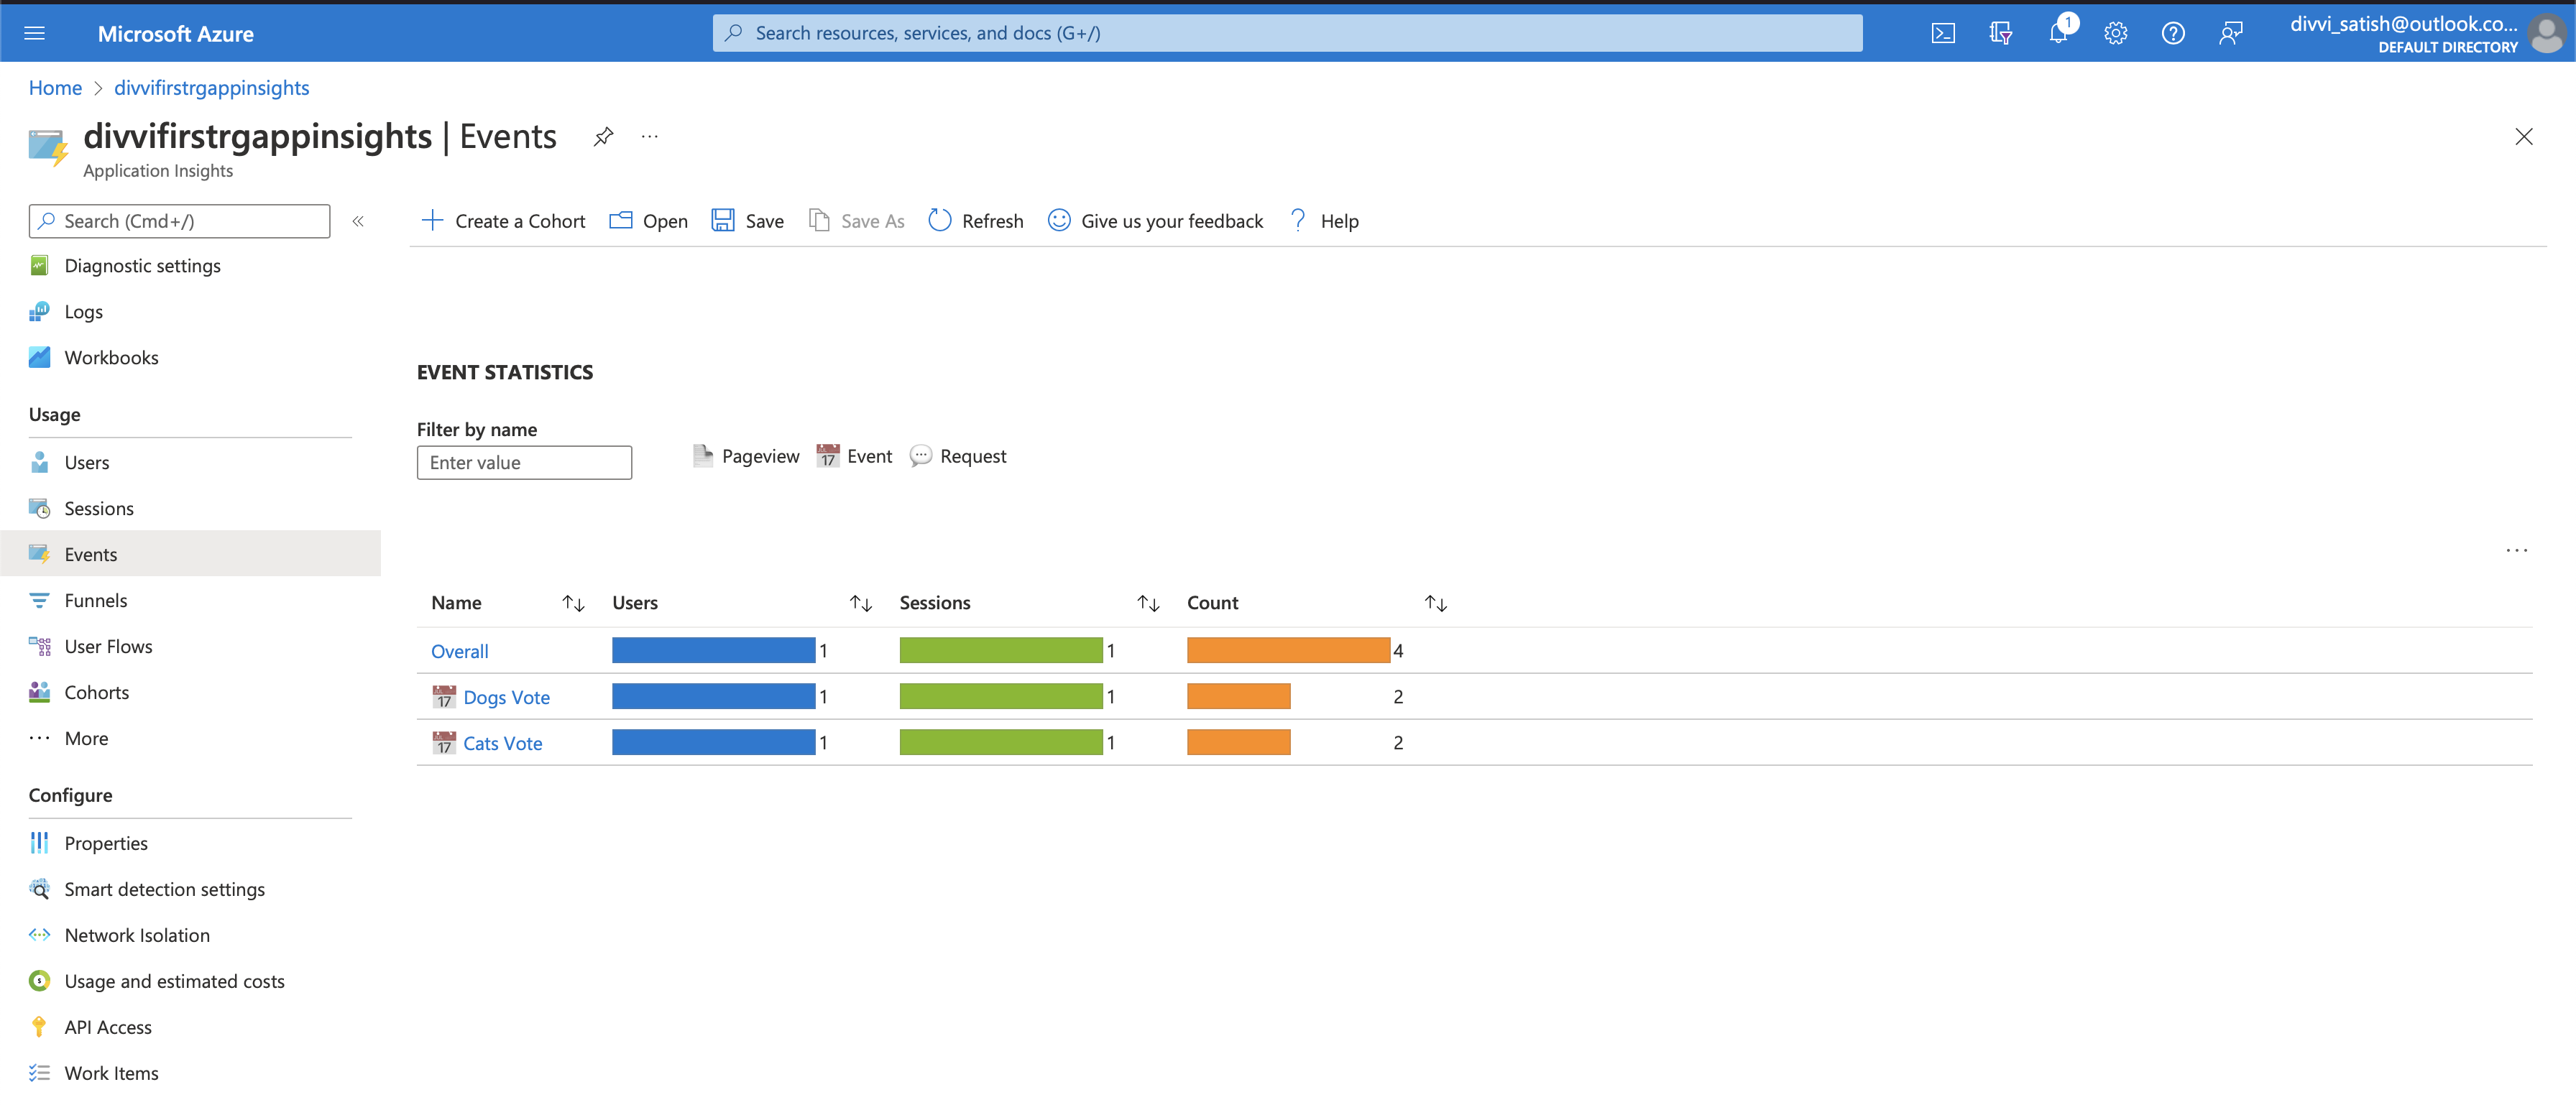 Microsoft Azure
Search resources, services, and docs (G+/)
1
divvi_satish@outlook.co...
DEFAULT DIRECTORY
Home > divvifirstrgappinsights
divvifirstrgappinsights | Events
Application Insights
Search (Cmd+/)
Create a Cohort Open Save Save As Refresh Give us your feedback Help
Diagnostic settings
Logs
Workbooks
Usage
Users
Sessions
Events
Funnels
User Flows
Cohorts
More
Configure
Properties
Smart detection settings
Network Isolation
Usage and estimated costs
API Access
Work Items
EVENT STATISTICS
Filter by name
Enter value
Pageview 17 Event Request
Name Users Sessions Count
Overall 1 1 4
17 Dogs Vote 1 1 2
17 Cats Vote 1 1 2